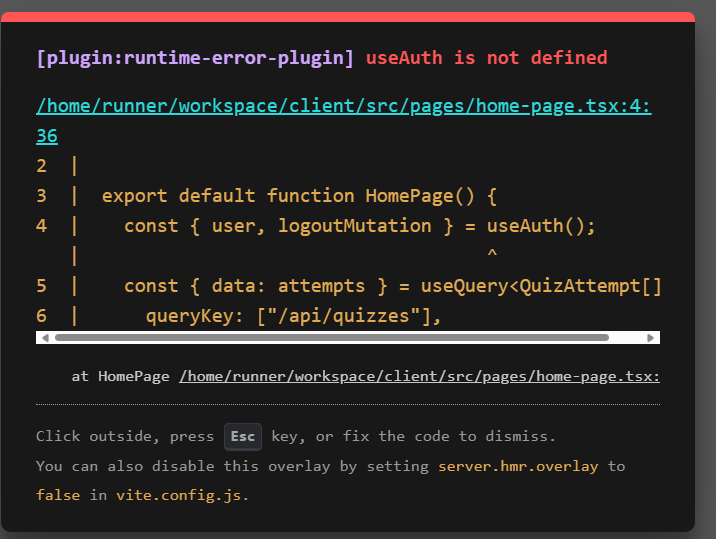 [plugin:runtime-error-plugin] useAuth is not defined
/home/runner/workspace/client/src/pages/home-page.tsx:4:
36
2  |
3  |  export default function HomePage() {
4  |    const { user, logoutMutation } = useAuth();
   |                                     ^
5  |    const { data: attempts } = useQuery<QuizAttempt[]
6  |      queryKey: ["/api/quizzes"],
at HomePage /home/runner/workspace/client/src/pages/home-page.tsx:
Click outside, press Esc key, or fix the code to dismiss.
You can also disable this overlay by setting server.hmr.overlay to
false in vite.config.js.